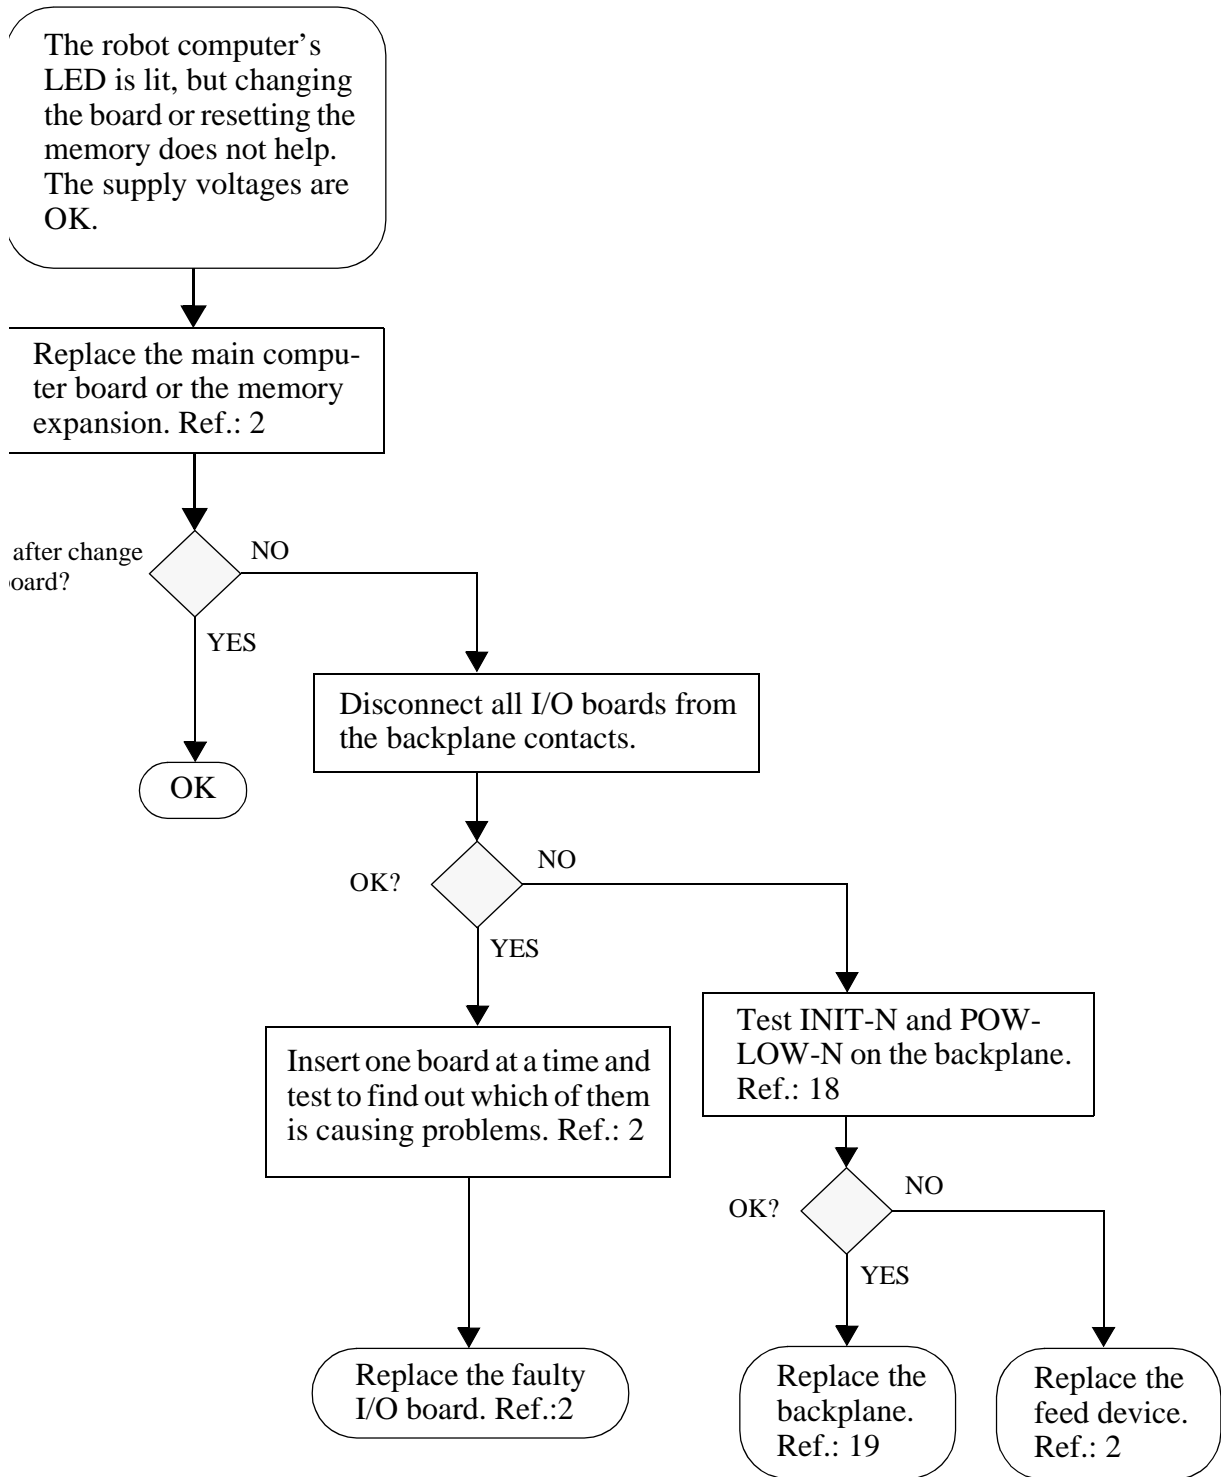 The robot computer's
LED is lit, but changing
the board or resetting the
memory does not help.
The supply voltages are
OK.
Replace the main compu-
ter board or the memory
expansion. Ref.: 2
after change
NO
board?
YES
Disconnect all I/O boards from
the backplane contacts.
OK
OK?
NO
YES
Test INIT-N and POW-
LOW-N on the backplane.
Ref.: 18
Insert one board at a time and
test to find out which of them
is causing problems. Ref.: 2
OK?
NO
YES
Replace the faulty
I/O board. Ref.:2
Replace the
backplane.
Ref.: 19
Replace the
feed device.
Ref.: 2